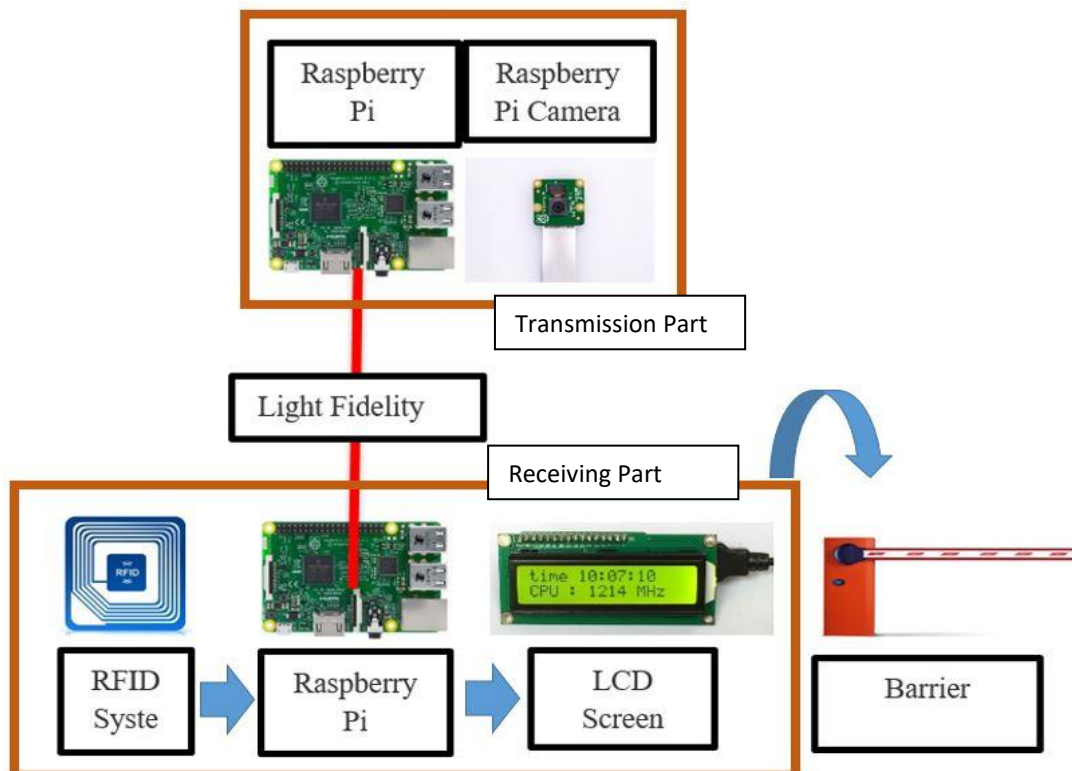 Raspberry
Pi
Raspberry
Pi Camera
Transmission Part
Light Fidelity
Receiving Part
RFID
time 10:07:10
CPU : 1214 MHz
RFID
Syste
Raspberry
Pi
LCD
Screen
Barrier